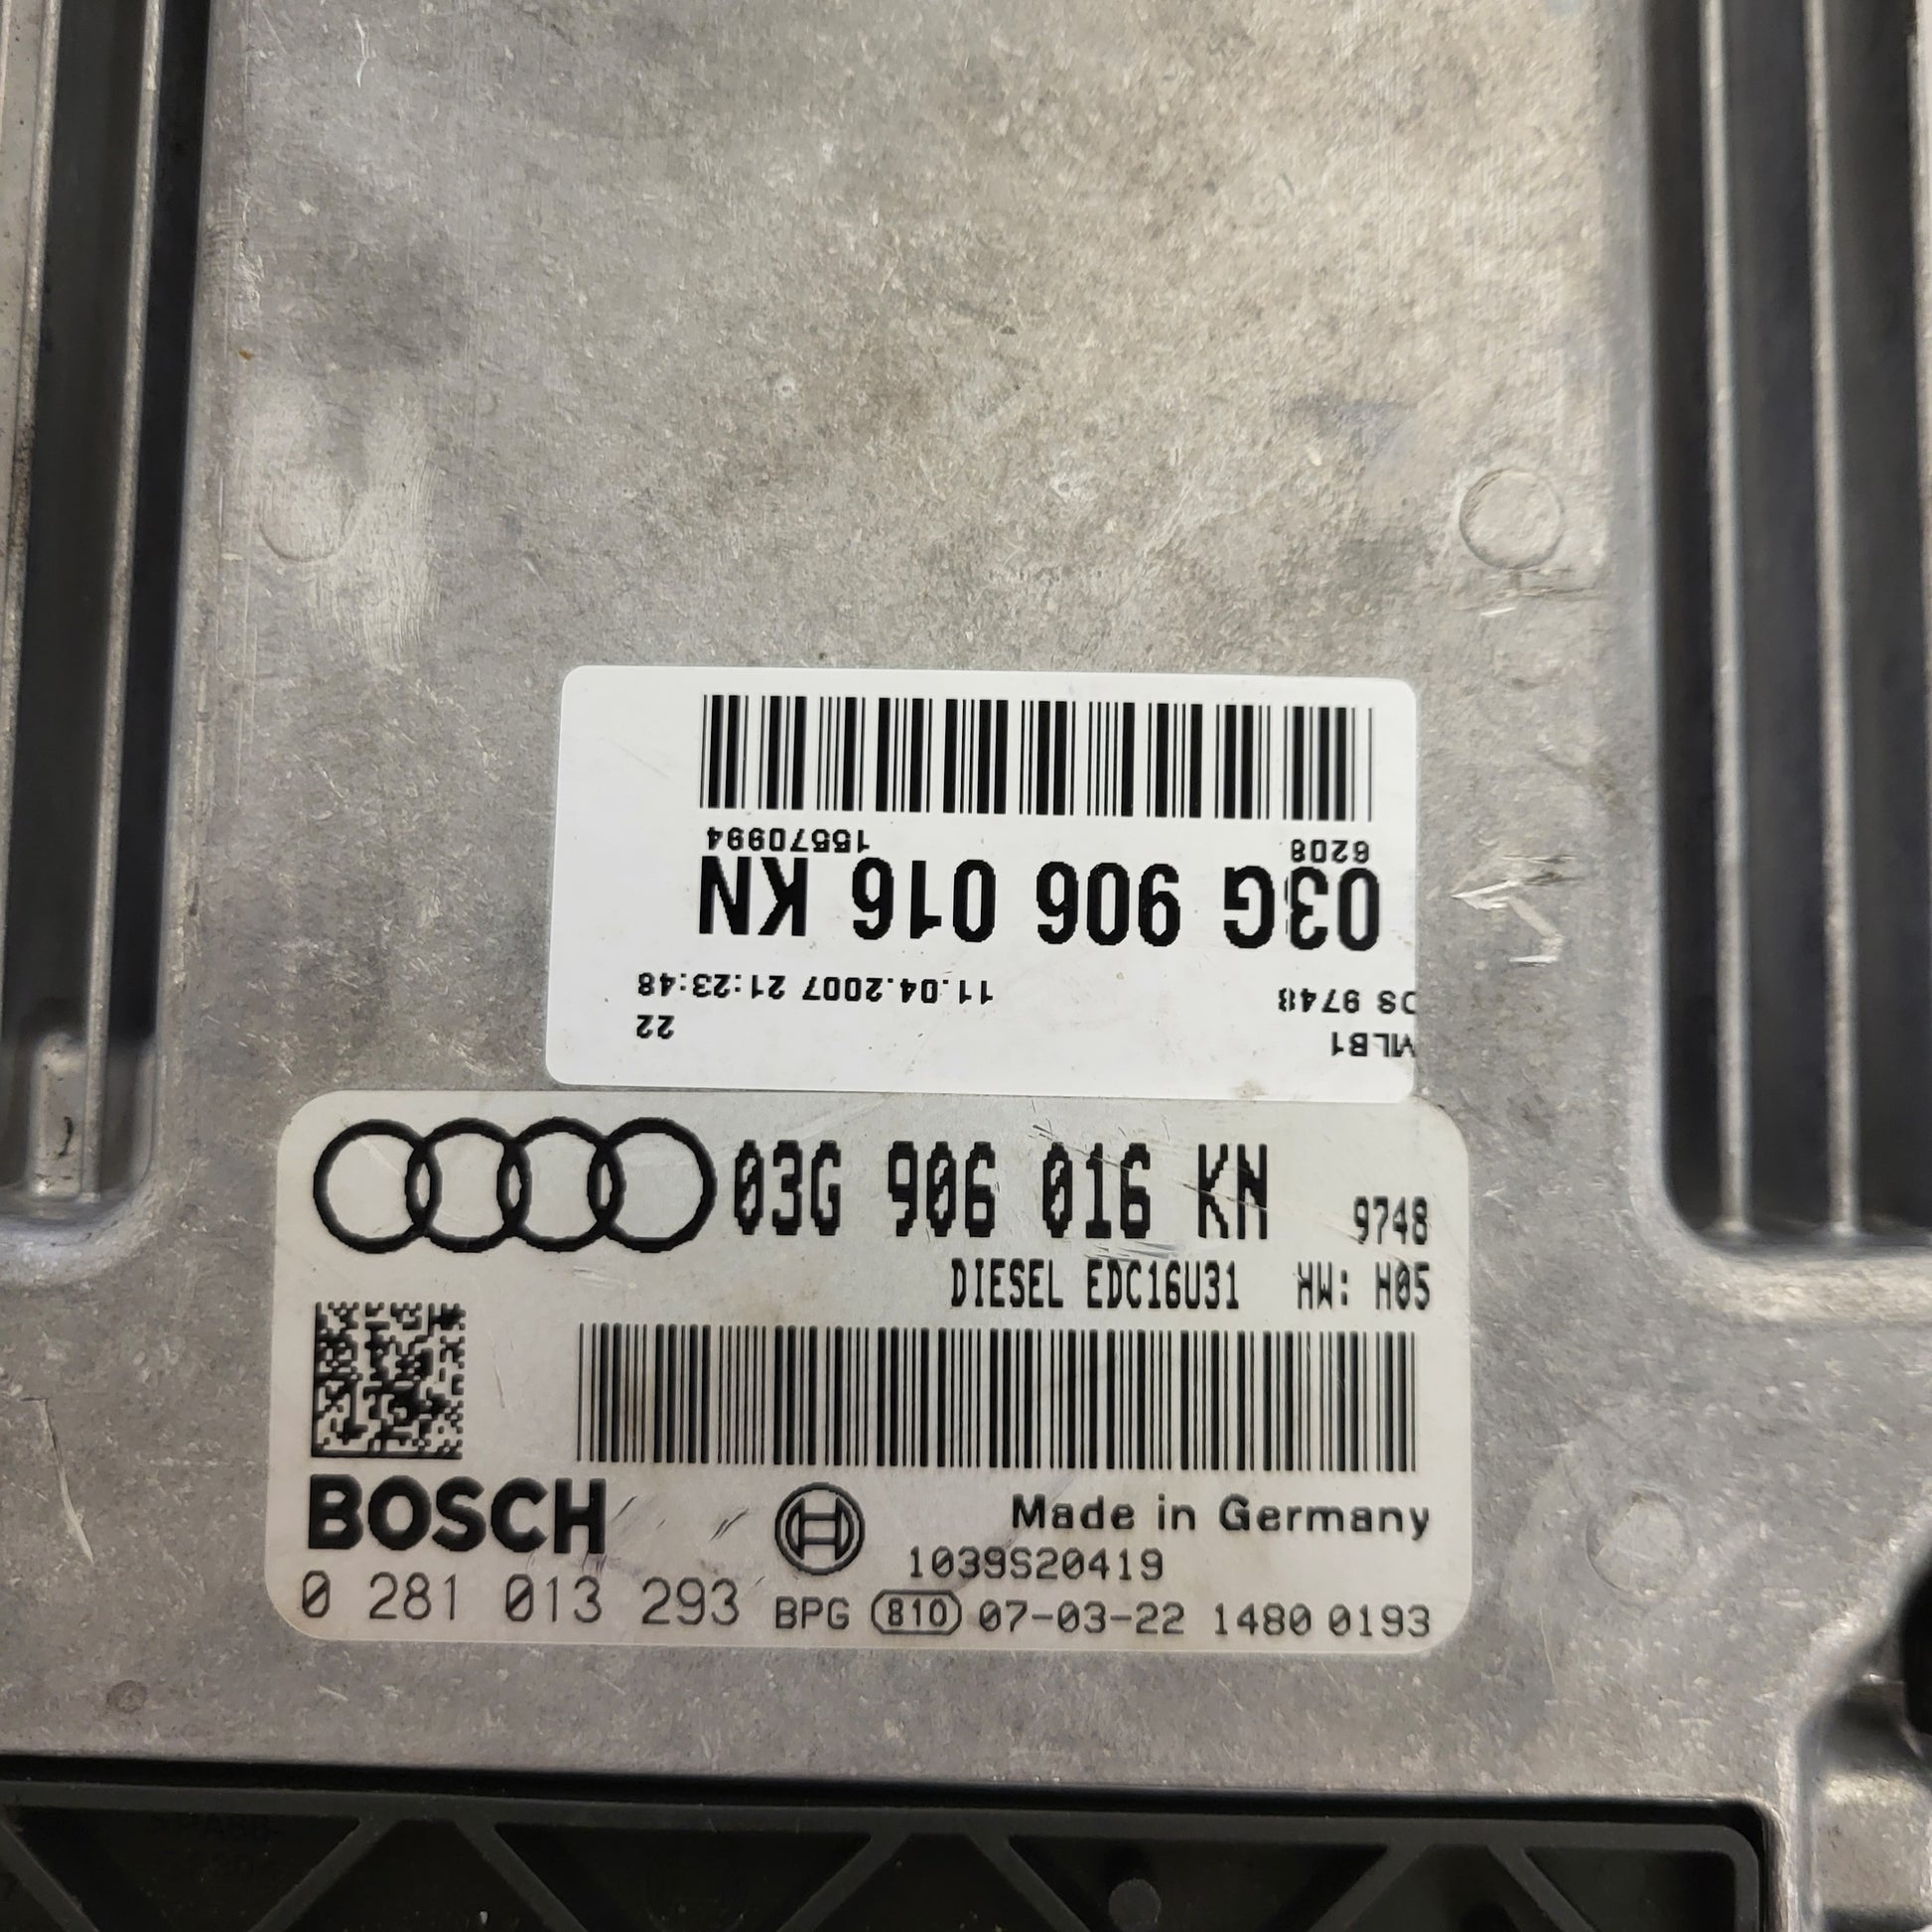 MLB1 22
DS 9748 11.04.2007 21:23:48
03G 906 016 KN
6208 15570994
03G 906 016 KN 9748
DIESEL EDC16U31 HW: H05
BOSCH Made in Germany
1039S20419
0 281 013 293 BPG 810 07-03-22 1480 0193